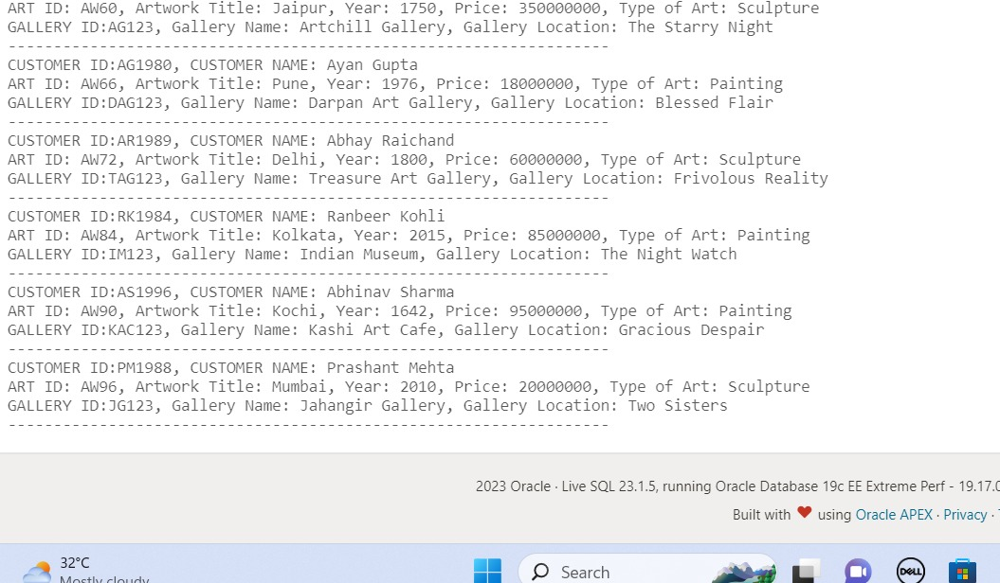 ART ID: AW60, Artwork Title: Jaipur, Year: 1750, Price: 350000000, Type of Art: Sculpture
GALLERY ID:AG123, Gallery Name: Artchill Gallery, Gallery Location: The Starry Night
------------------------------------------------------------------
CUSTOMER ID:AG1980, CUSTOMER NAME: Ayan Gupta
ART ID: AW66, Artwork Title: Pune, Year: 1976, Price: 18000000, Type of Art: Painting
GALLERY ID:DAG123, Gallery Name: Darpan Art Gallery, Gallery Location: Blessed Flair
------------------------------------------------------------------
CUSTOMER ID:AR1989, CUSTOMER NAME: Abhay Raichand
ART ID: AW72, Artwork Title: Delhi, Year: 1800, Price: 60000000, Type of Art: Sculpture
GALLERY ID:TAG123, Gallery Name: Treasure Art Gallery, Gallery Location: Frivolous Reality
------------------------------------------------------------------
CUSTOMER ID:RK1984, CUSTOMER NAME: Ranbeer Kohli
ART ID: AW84, Artwork Title: Kolkata, Year: 2015, Price: 85000000, Type of Art: Painting
GALLERY ID:IM123, Gallery Name: Indian Museum, Gallery Location: The Night Watch
------------------------------------------------------------------
CUSTOMER ID:AS1996, CUSTOMER NAME: Abhinav Sharma
ART ID: AW90, Artwork Title: Kochi, Year: 1642, Price: 95000000, Type of Art: Painting
GALLERY ID:KAC123, Gallery Name: Kashi Art Cafe, Gallery Location: Gracious Despair
------------------------------------------------------------------
CUSTOMER ID:PM1988, CUSTOMER NAME: Prashant Mehta
ART ID: AW96, Artwork Title: Mumbai, Year: 2010, Price: 20000000, Type of Art: Sculpture
GALLERY ID:JG123, Gallery Name: Jahangir Gallery, Gallery Location: Two Sisters
------------------------------------------------------------------
2023 Oracle · Live SQL 23.1.5, running Oracle Database 19c EE Extreme Perf - 19.17.0
Built with ❤ using Oracle APEX · Privacy ·
32°C
Mostly cloudy
Search
DELL